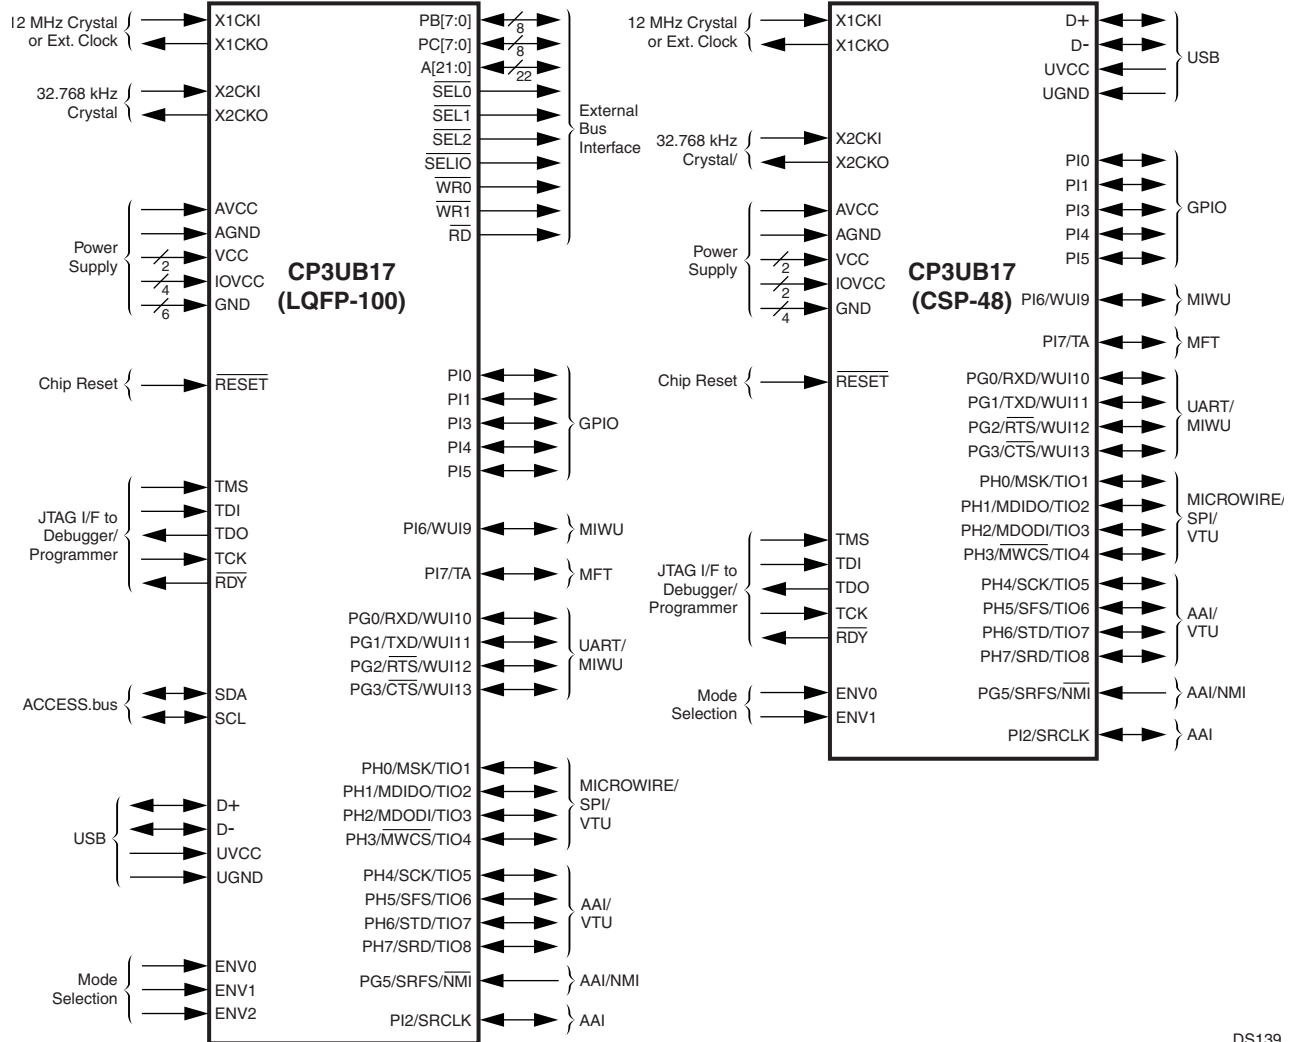 12 MHz Crystal
or Ext. Clock
X1CKI
X1CKO
32.768 kHz
Crystal
X2CKI
X2CKO
Power
Supply
AVCC
AGND
VCC
2
IOVCC
4
GND
6
Chip Reset
RESET
JTAG I/F to
Debugger/
Programmer
TMS
TDI
TDO
TCK
RDY
ACCESS.bus
SDA
SCL
USB
D+
D-
UVCC
UGND
Mode
Selection
ENV0
ENV1
ENV2
CP3UB17
(LQFP-100)
PB[7:0]
8
PC[7:0]
8
A[21:0]
22
SEL0
SEL1
SEL2
SELIO
WR0
WR1
RD
External
Bus
Interface
PI0
PI1
PI3
PI4
PI5
GPIO
PI6/WUI9
MIWU
PI7/TA
MFT
PG0/RXD/WUI10
PG1/TXD/WUI11
PG2/RTS/WUI12
PG3/CTS/WUI13
UART/
MIWU
PH0/MSK/TIO1
PH1/MDIDO/TIO2
PH2/MDODI/TIO3
PH3/MWCS/TIO4
MICROWIRE/
SPI/
VTU
PH4/SCK/TIO5
PH5/SFS/TIO6
PH6/STD/TIO7
PH7/SRD/TIO8
AAI/
VTU
PG5/SRFS/NMI
AAI/NMI
PI2/SRCLK
AAI
12 MHz Crystal
or Ext. Clock
X1CKI
X1CKO
32.768 kHz
Crystal/
X2CKI
X2CKO
Power
Supply
AVCC
AGND
VCC
2
IOVCC
2
GND
4
Chip Reset
RESET
JTAG I/F to
Debugger/
Programmer
TMS
TDI
TDO
TCK
RDY
Mode
Selection
ENV0
ENV1
CP3UB17
(CSP-48)
D+
D-
UVCC
UGND
USB
PI0
PI1
PI3
PI4
PI5
GPIO
PI6/WUI9
MIWU
PI7/TA
MFT
PG0/RXD/WUI10
PG1/TXD/WUI11
PG2/RTS/WUI12
PG3/CTS/WUI13
UART/
MIWU
PH0/MSK/TIO1
PH1/MDIDO/TIO2
PH2/MDODI/TIO3
PH3/MWCS/TIO4
MICROWIRE/
SPI/
VTU
PH4/SCK/TIO5
PH5/SFS/TIO6
PH6/STD/TIO7
PH7/SRD/TIO8
AAI/
VTU
PG5/SRFS/NMI
AAI/NMI
PI2/SRCLK
AAI
DS139